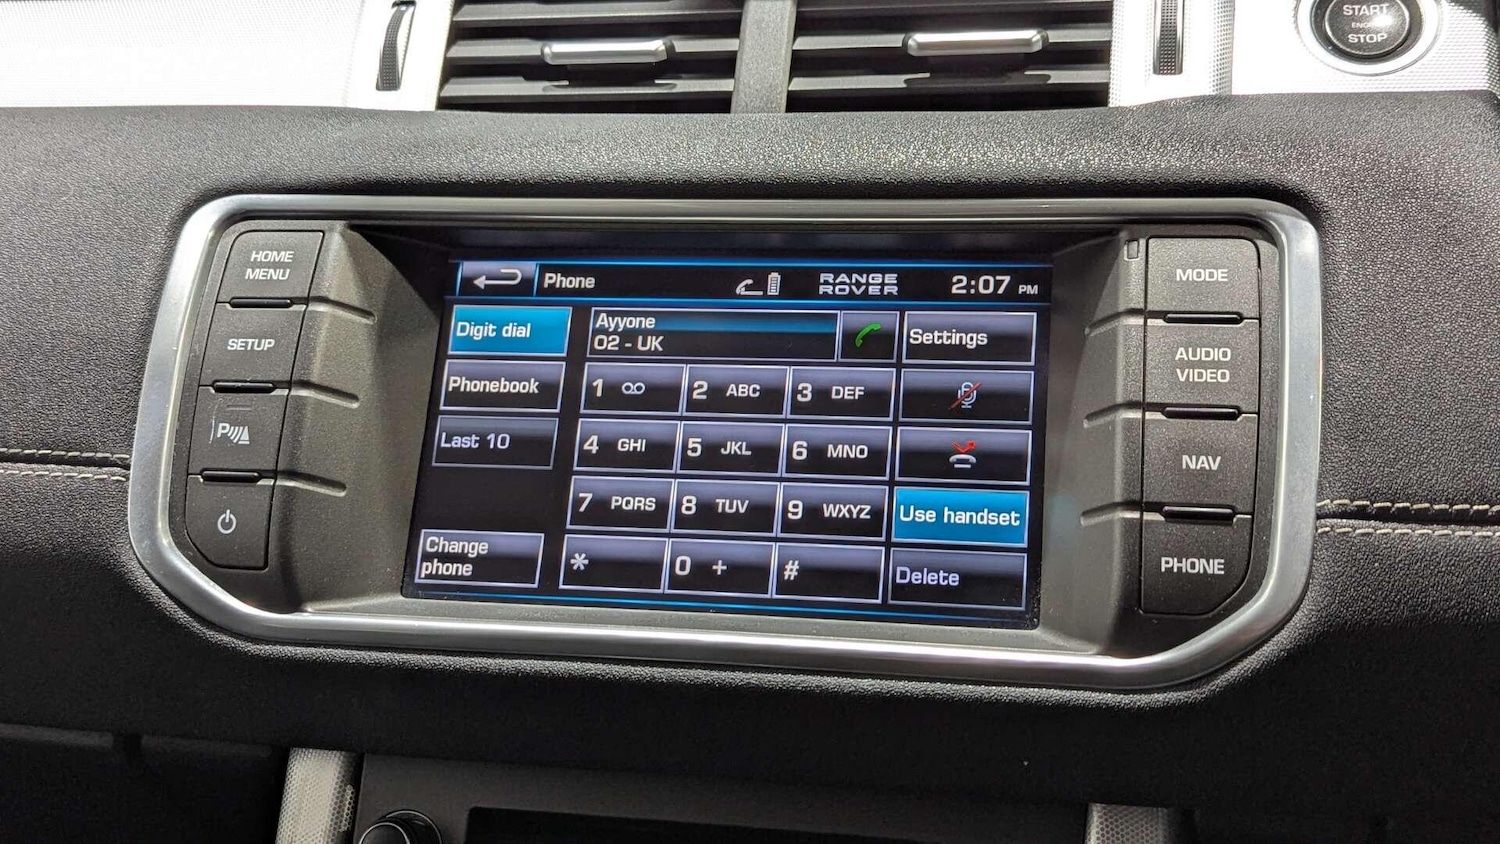 START
ENGINE
STOP
HOME
MENU
SETUP
P
MODE
AUDIO
VIDEO
NAV
PHONE
Phone
RANGE
ROVER
2:07 PM
Digit dial
Ayyone
O2 - UK
Settings
Phonebook
1
2 ABC
3 DEF
Last 10
4 GHI
5 JKL
6 MNO
7 PQRS
8 TUV
9 WXYZ
Use handset
Change
phone
*
0 +
#
Delete